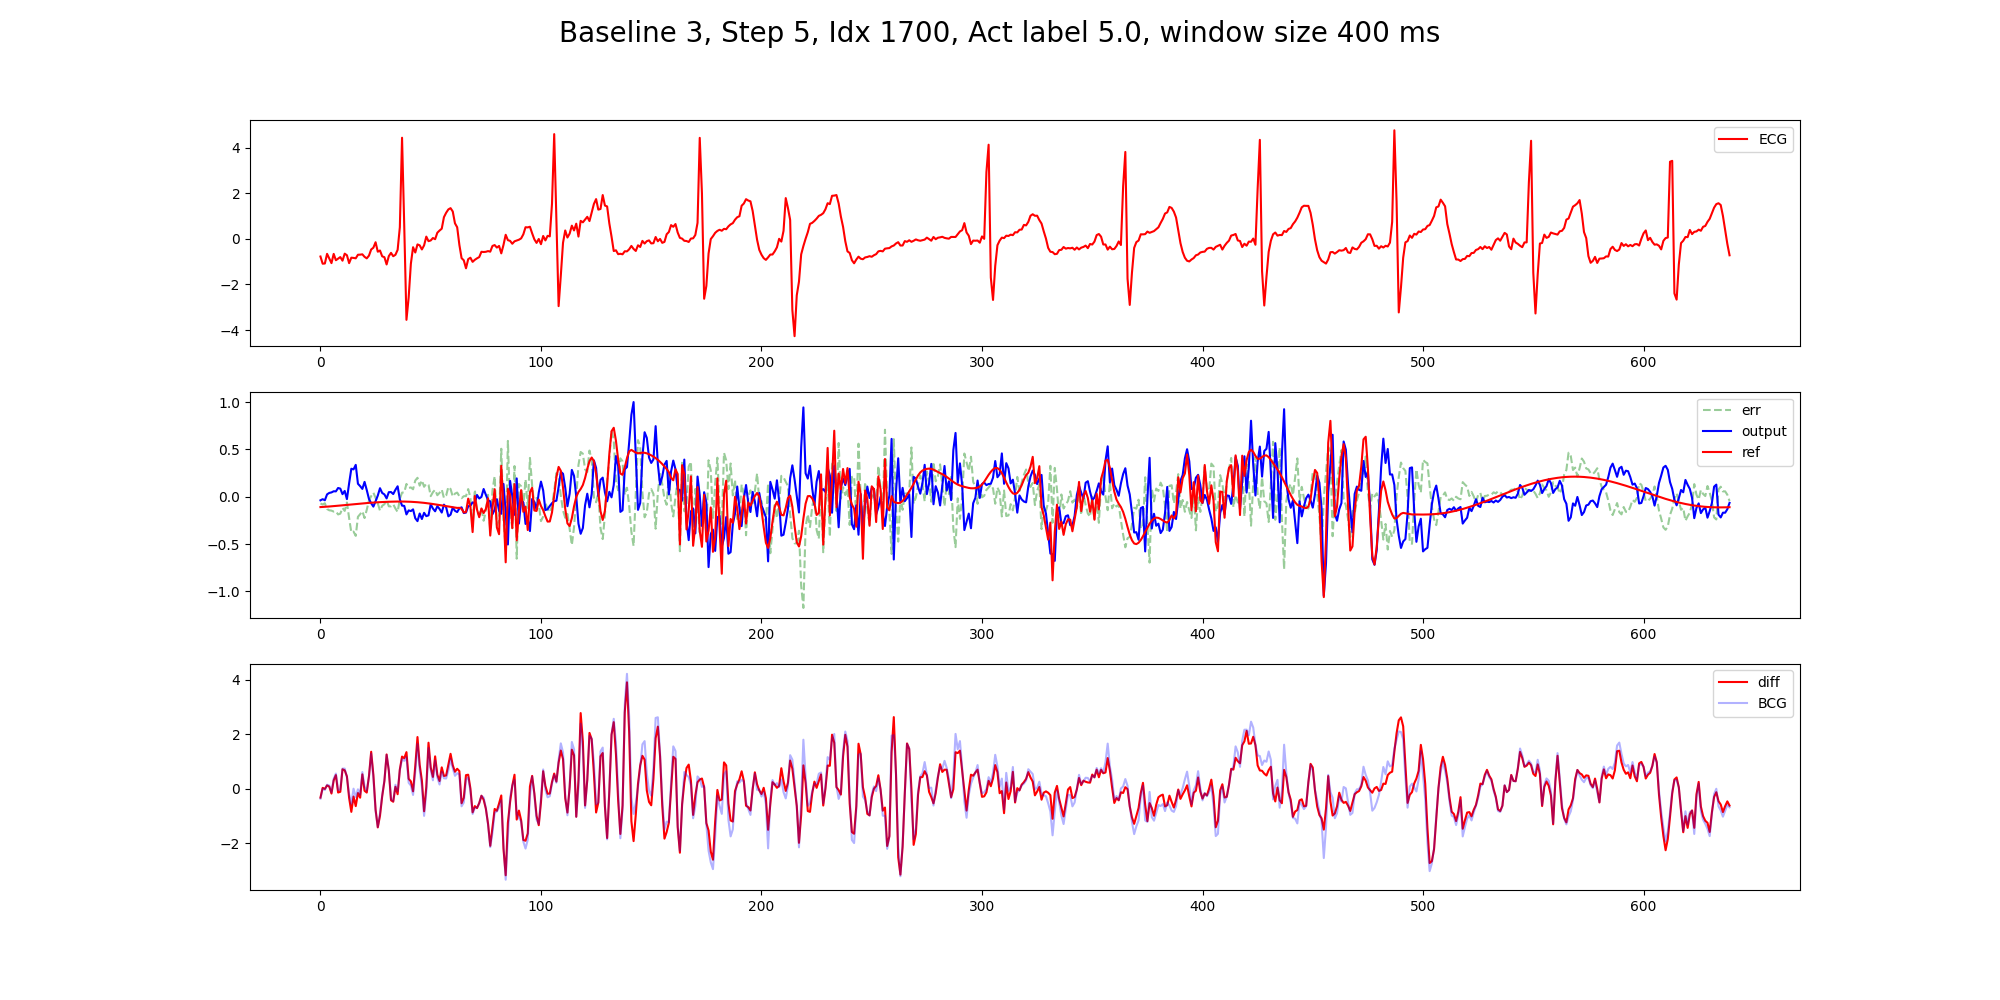 Baseline 3, Step 5, Idx 1700, Act label 5.0, window size 400 ms
ECG
4
2
0
−2
−4
0 100 200 300 400 500 600
err
output
ref
1.0
0.5
0.0
−0.5
−1.0
0 100 200 300 400 500 600
diff
BCG
4
2
0
−2
0 100 200 300 400 500 600